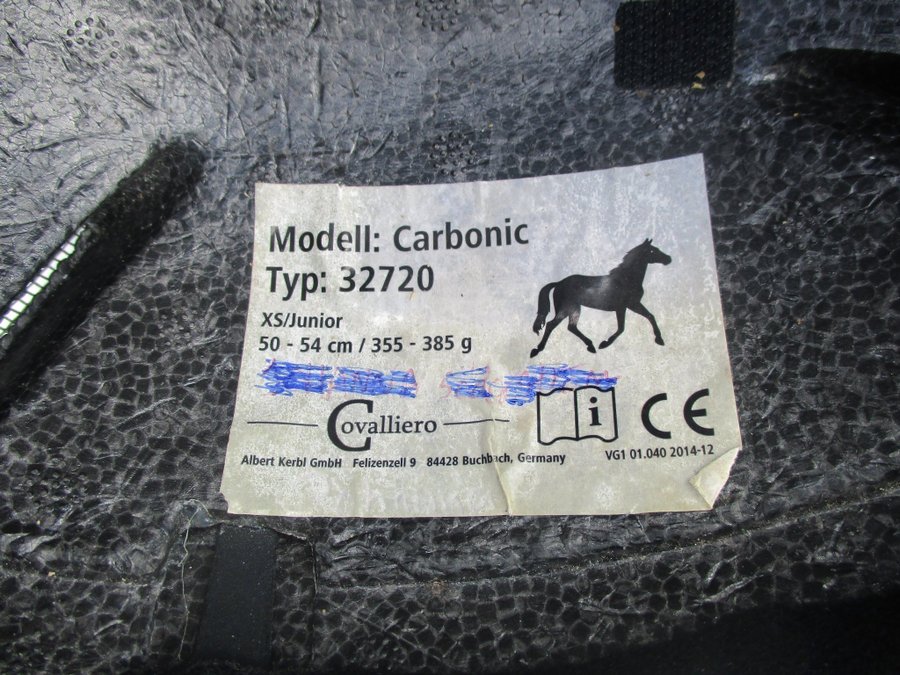 Modell: Carbonic
Typ: 32720
XS/Junior
50 - 54 cm / 355 - 385 g
Covalliero
i
CE
Albert Kerbl GmbH Felizenzell 9 84428 Buchbach, Germany
VG1 01.040 2014-12